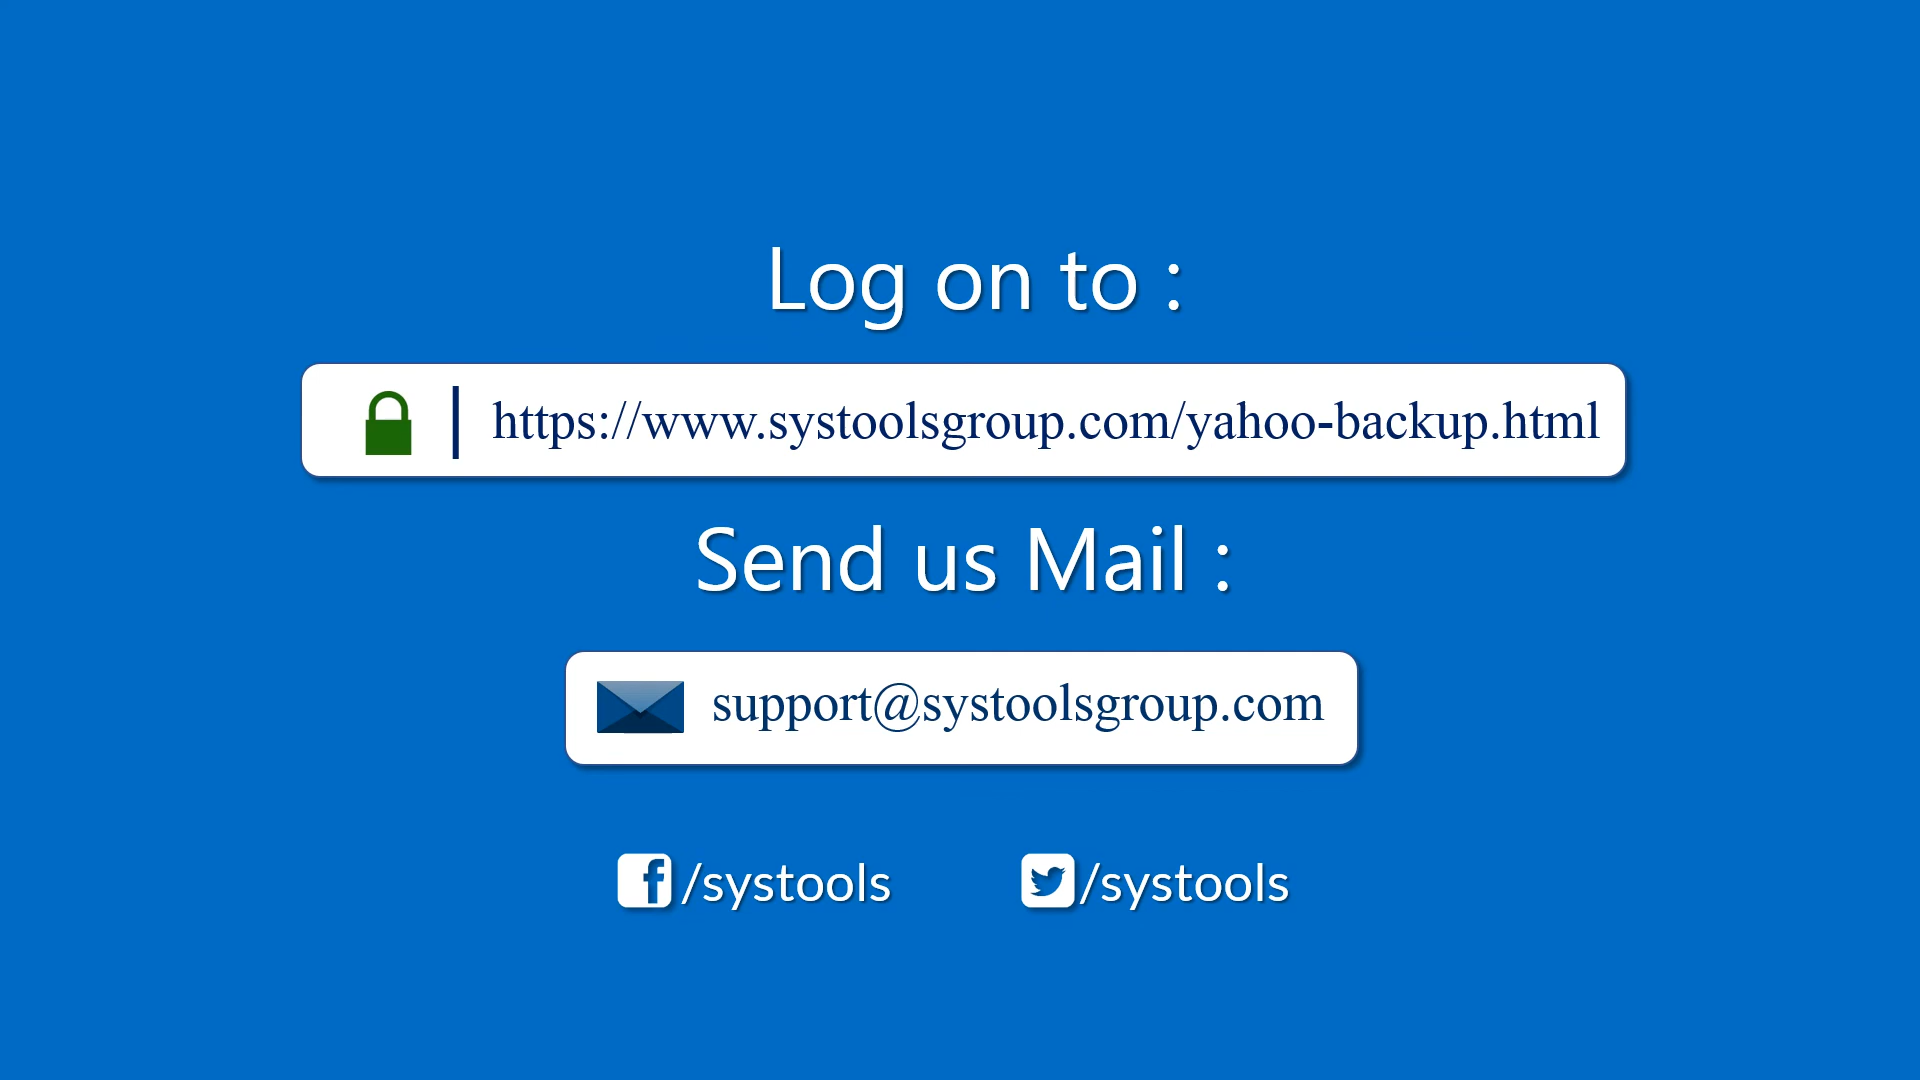 Log on to :
https://www.systoolsgroup.com/yahoo-backup.html
Send us Mail :
support@systoolsgroup.com
/systools
/systools